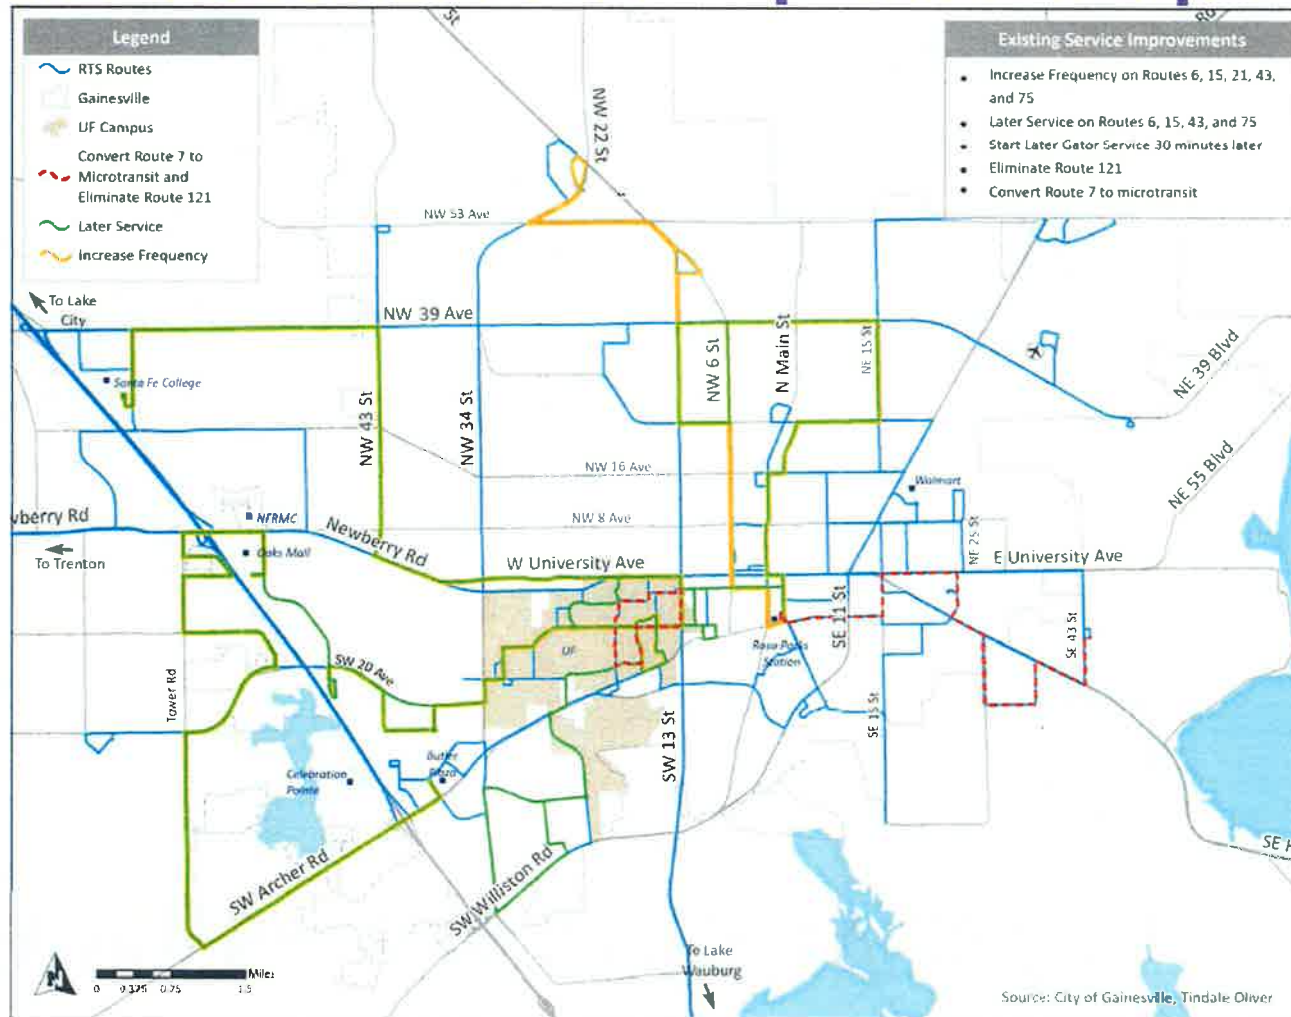 Legend
RTS Routes
Gainesville
UF Campus
Convert Route 7 to
Microtransit and
Eliminate Route 121
Later Service
Increase Frequency
Existing Service Improvements
Increase Frequency on Routes 6, 15, 21, 43,
and 75
Later Service on Routes 6, 15, 43, and 75
Start Later Gator Service 30 minutes later
Eliminate Route 121
Convert Route 7 to microtransit
St
Rd
NW 22 St
NW 53 Ave
To Lake
City
NW 39 Ave
Santa Fe College
NW 43 St
NW 34 St
NW 6 St
N Main St
NE 15 St
NE 39 Blvd
NW 16 Ave
Walmart
NE 55 Blvd
wberry Rd
NFRMC
NW 8 Ave
Newberry Rd
Oaks Mall
To Trenton
W University Ave
NE 25 St
E University Ave
UF
Rosa Parks
Station
SE 11 St
SE 43 St
SW 20 Ave
Tower Rd
SE 15 St
SW 13 St
Butler
Plaza
Celebration
Pointe
SW Archer Rd
SW Williston Rd
SE H
To Lake
Wauburg
N
Miles
0 0.375 0.75 1.5
Source: City of Gainesville, Tindale Oliver